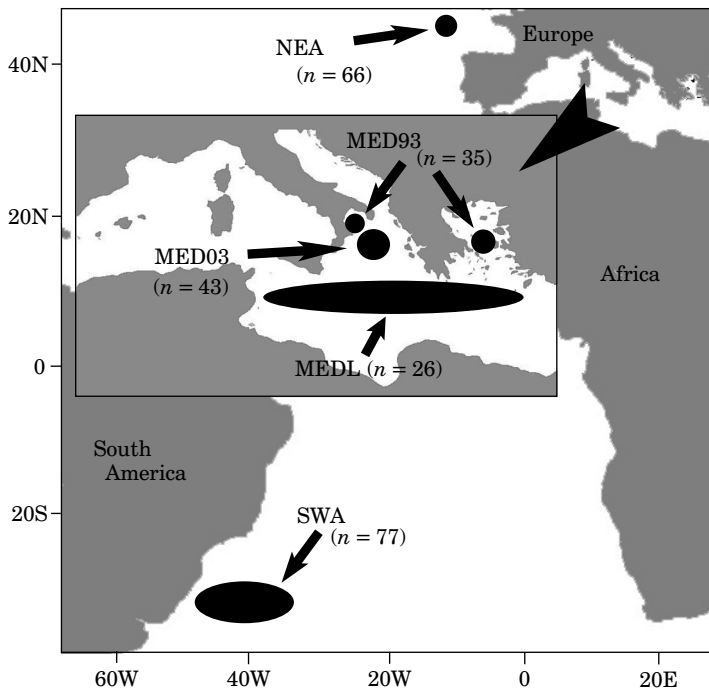 NEA
(n = 66)
Europe
40N
MED93
(n = 35)
20N
MED03
(n = 43)
Africa
MEDL (n = 26)
0
South
America
20S
SWA
(n = 77)
60W
40W
20W
0
20E